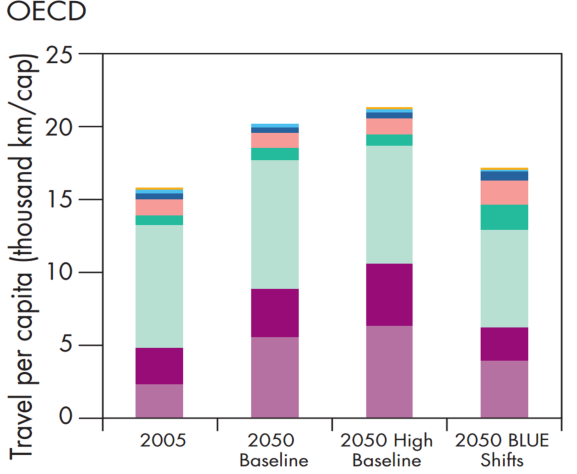 OECD
Travel per capita (thousand km/cap)
25
20
15
10
5
0
2005
2050
Baseline
2050 High
Baseline
2050 BLUE
Shifts